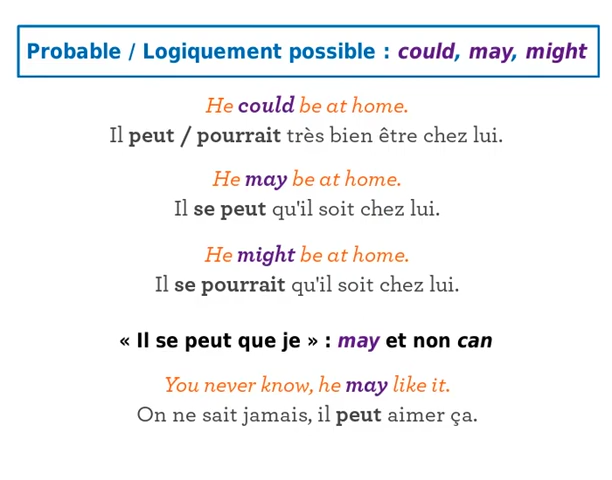 Probable / Logiquement possible : could, may, might
He could be at home.
Il peut / pourrait très bien être chez lui.
He may be at home.
Il se peut qu'il soit chez lui.
He might be at home.
Il se pourrait qu'il soit chez lui.
« Il se peut que je » : may et non can
You never know, he may like it.
On ne sait jamais, il peut aimer ça.